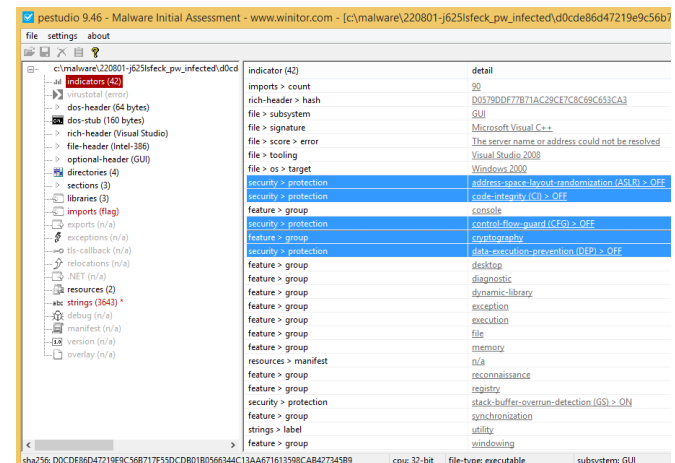 pestudio 9.46 - Malware Initial Assessment - www.winitor.com - [c:\malware\220801-j625lsfeck_pw_infected\d0cde86d47219e9c56b7
file settings about
c:\malware\220801-j625lsfeck_pw_infected\d0cd
indicators (42)
virustotal (error)
dos-header (64 bytes)
dos-stub (160 bytes)
rich-header (Visual Studio)
file-header (Intel-386)
optional-header (GUI)
directories (4)
sections (3)
libraries (3)
imports (flag)
exports (n/a)
exceptions (n/a)
tls-callback (n/a)
relocations (n/a)
.NET (n/a)
resources (2)
abc strings (3643) *
debug (n/a)
manifest (n/a)
1.0 version (n/a)
overlay (n/a)
indicator (42) detail
imports > count 90
rich-header > hash D0579DDF77B71AC29CE7C8C69C653CA3
file > subsystem GUI
file > signature Microsoft Visual C++
file > score > error The server name or address could not be resolved
file > tooling Visual Studio 2008
file > os > target Windows 2000
security > protection address-space-layout-randomization (ASLR) > OFF
security > protection code-integrity (CI) > OFF
feature > group console
security > protection control-flow-guard (CFG) > OFF
feature > group cryptography
security > protection data-execution-prevention (DEP) > OFF
feature > group desktop
feature > group diagnostic
feature > group dynamic-library
feature > group exception
feature > group execution
feature > group file
feature > group memory
resources > manifest n/a
feature > group reconnaissance
feature > group registry
security > protection stack-buffer-overrun-detection (GS) > ON
feature > group synchronization
strings > label utility
feature > group windowing
sha256: D0CDE86D47219E9C56B717F55DCDB01B0566344C13AA671613598CAB427345B9 cpu: 32-bit file-type: executable subsystem: GUI